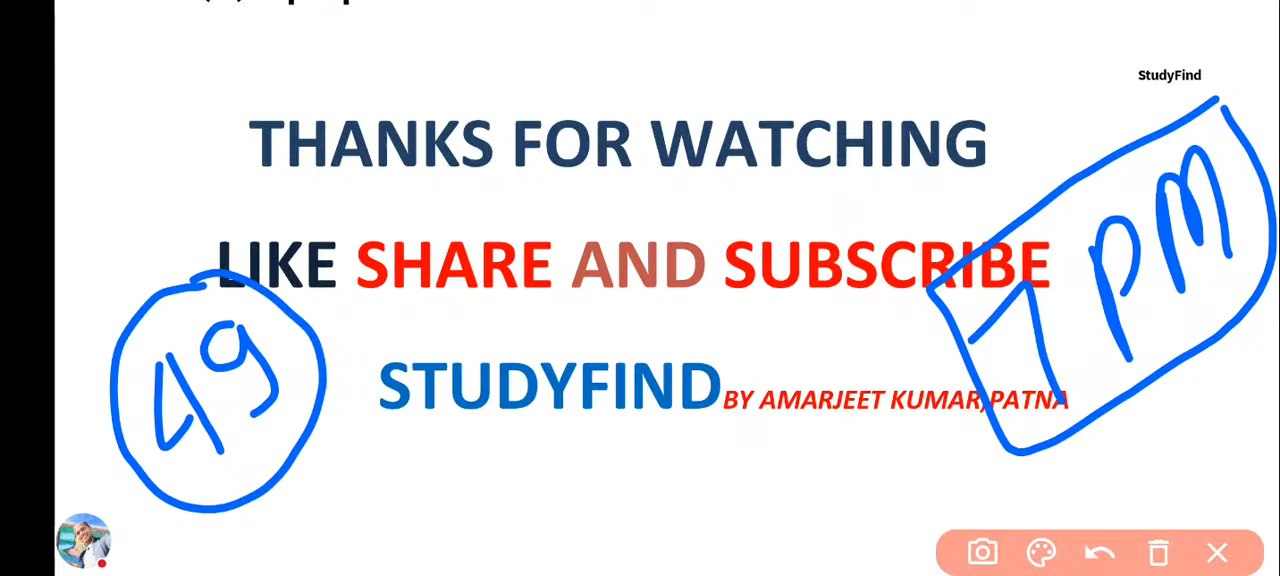 StudyFind
THANKS FOR WATCHING
LIKE SHARE AND SUBSCRIBE
7 PM
49
STUDYFIND BY AMARJEET KUMAR,PATNA